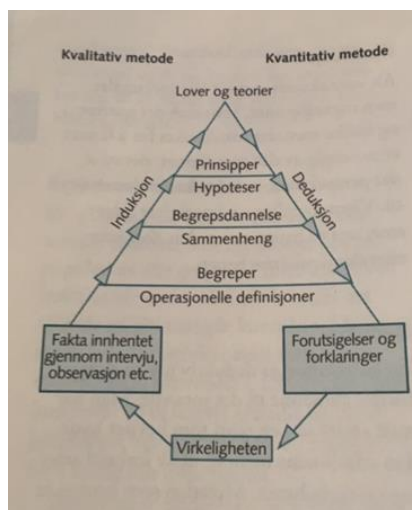 Kvalitativ metode
Kvantitativ metode
Lover og teorier
Induksjon
Deduksjon
Prinsipper
Hypoteser
Begrepsdannelse
Sammenheng
Begreper
Operasjonelle definisjoner
Fakta innhentet
gjennom intervju,
observasjon etc.
Forutsigelser og
forklaringer
Virkeligheten